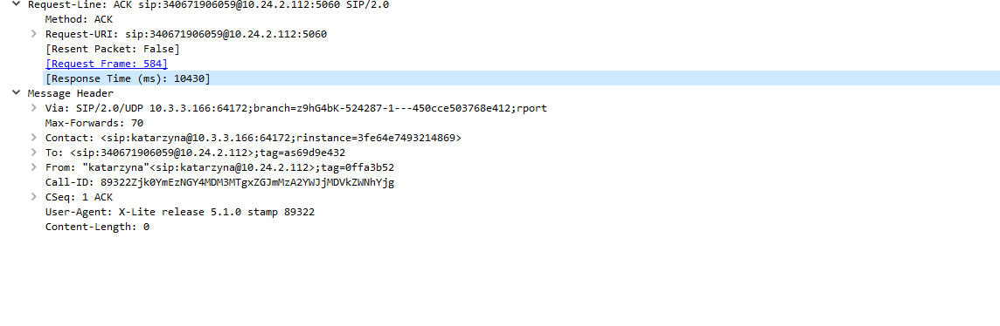 Request-Line: ACK sip:340671906059@10.24.2.112:5060 SIP/2.0
Method: ACK
Request-URI: sip:340671906059@10.24.2.112:5060
[Resent Packet: False]
[Request Frame: 584]
[Response Time (ms): 10430]
Message Header
Via: SIP/2.0/UDP 10.3.3.166:64172;branch=z9hG4bK-524287-1---450cce503768e412;rport
Max-Forwards: 70
Contact: <sip:katarzyna@10.3.3.166:64172;rinstance=3fe64e7493214869>
To: <sip:340671906059@10.24.2.112>;tag=as69d9e432
From: "katarzyna"<sip:katarzyna@10.24.2.112>;tag=0ffa3b52
Call-ID: 89322Zjk0YmEzNGY4MDM3MTgxZGJmMzA2YWJjMDVkZWNhYjg
CSeq: 1 ACK
User-Agent: X-Lite release 5.1.0 stamp 89322
Content-Length: 0